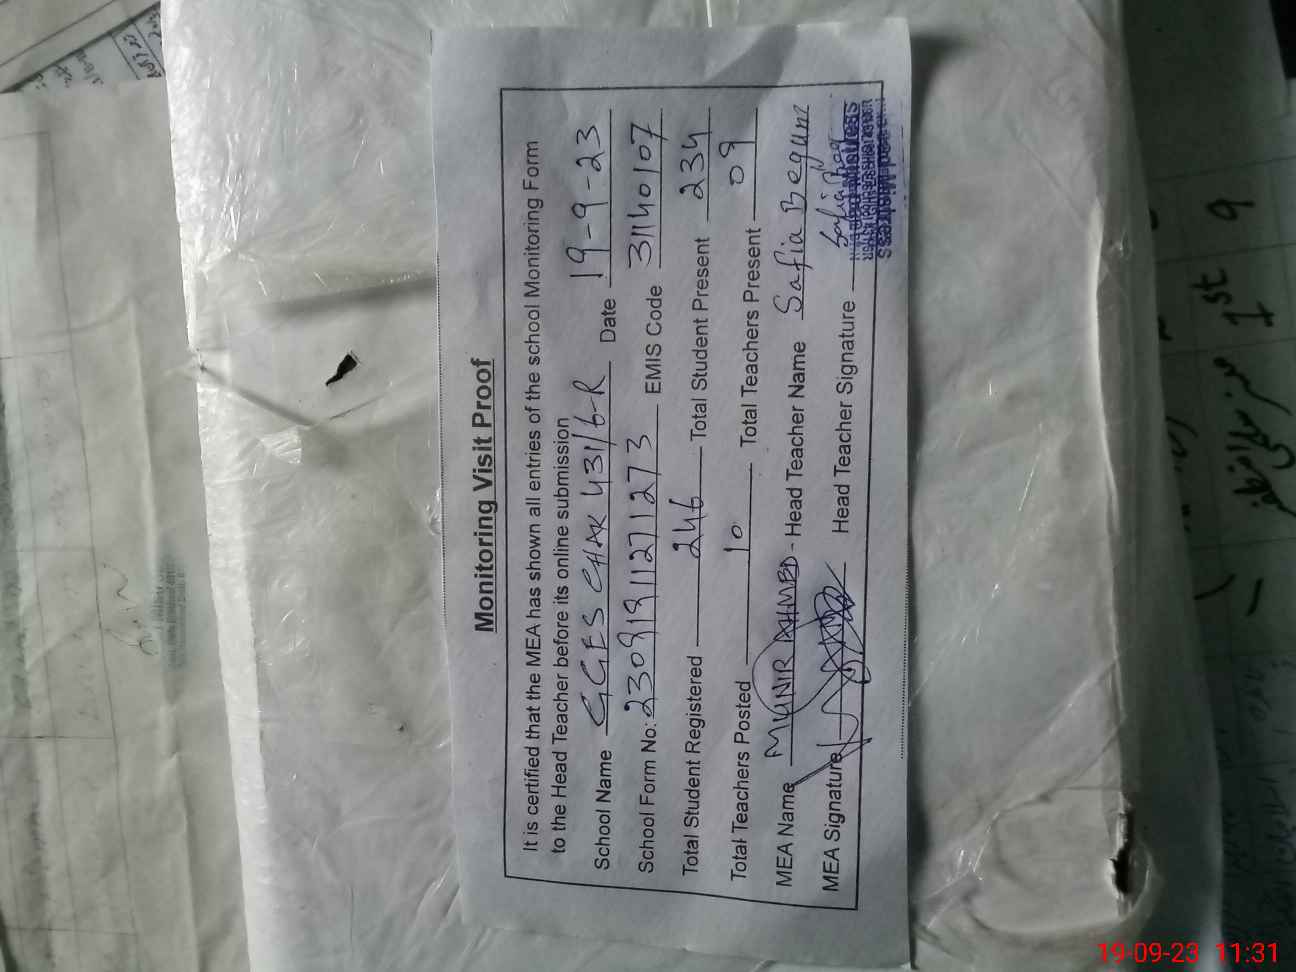 Monitoring Visit Proof
It is certified that the MEA has shown all entries of the school Monitoring Form
to the Head Teacher before its online submission
School Name GGES CHAK 431/6-R Date 19-9-23
School Form No: 23091911271273 EMIS Code 31140107
Total Student Registered 246 Total Student Present 234
Total Teachers Posted 10 Total Teachers Present 09
MEA Name MUNIR AHMED - Head Teacher Name Safia Begum
MEA Signature Head Teacher Signature Safia
1st 9
19-09-23 11:31